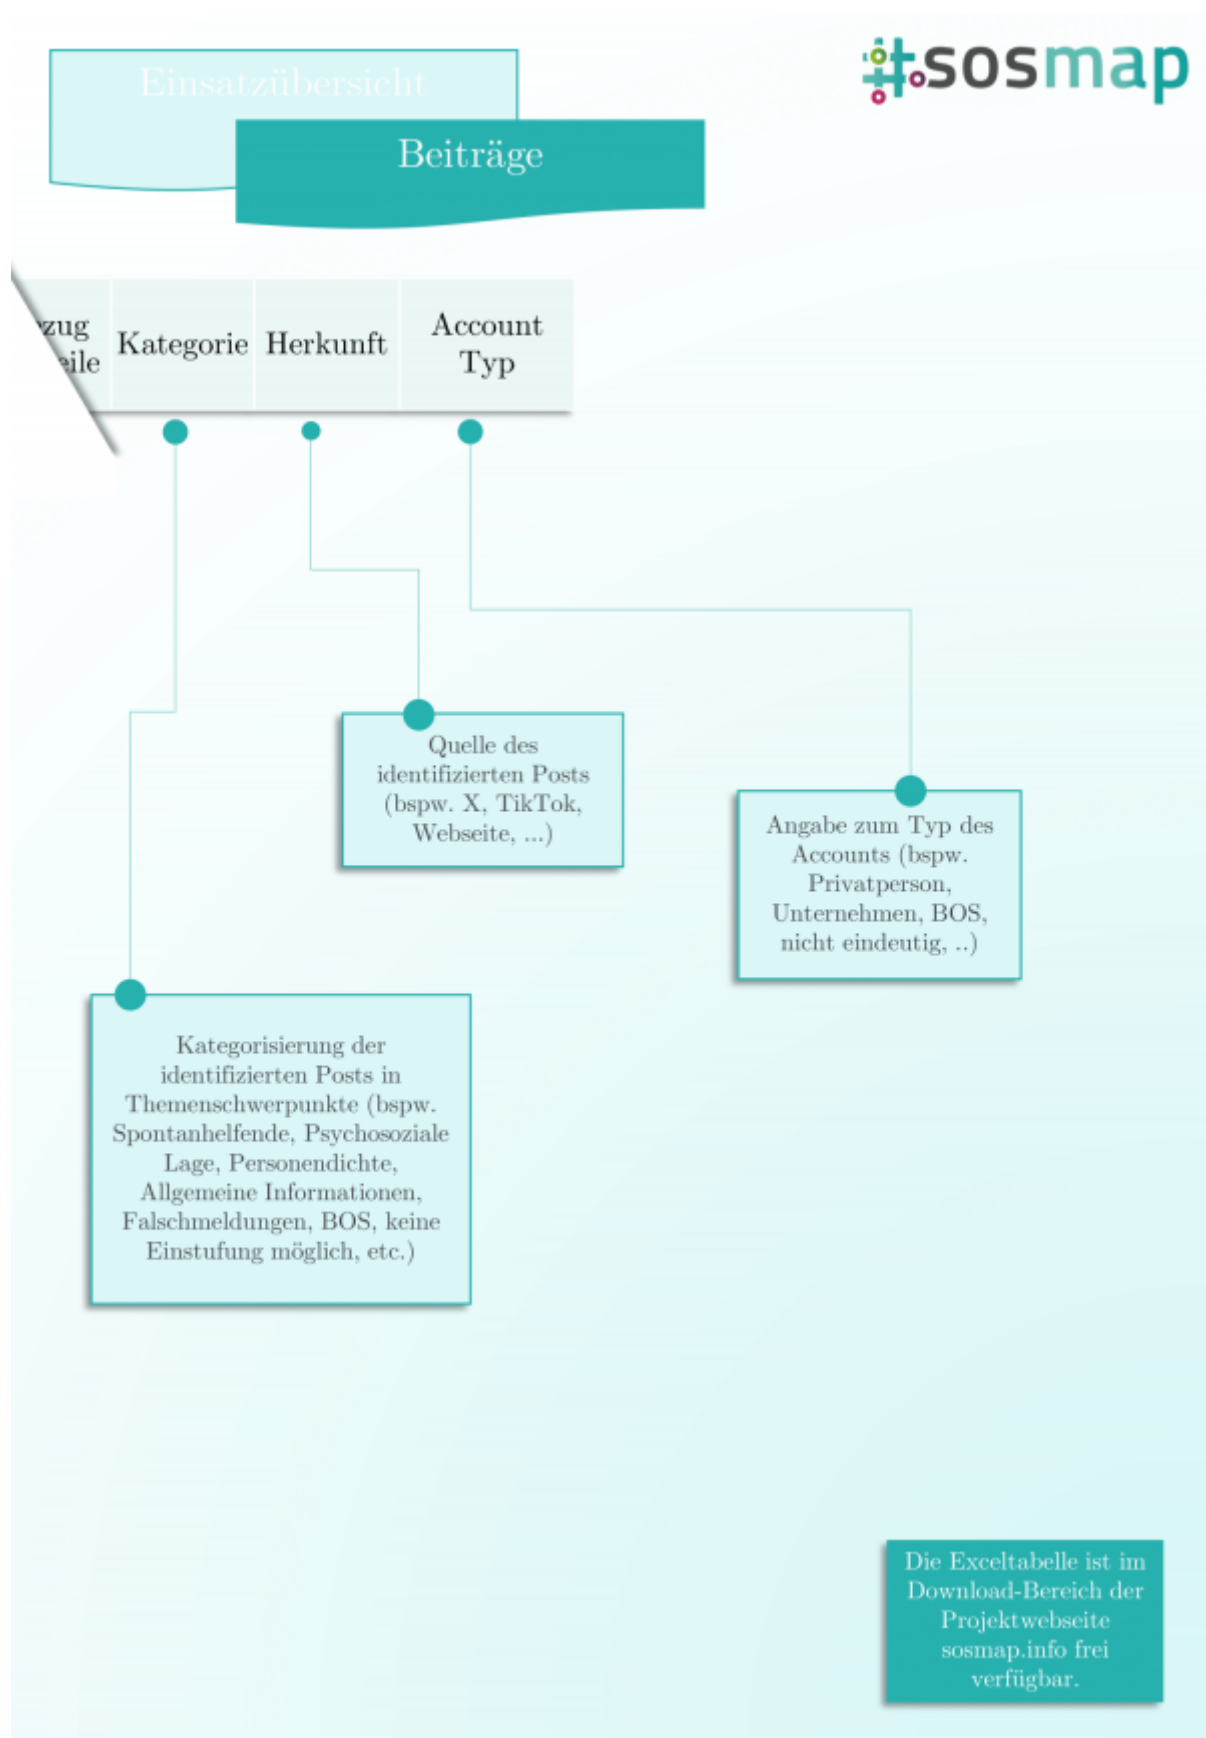 Einsatzübersicht
sosmap
Beiträge
zug
eile
Kategorie
Herkunft
Account
Typ
Quelle des
identifizierten Posts
(bspw. X, TikTok,
Webseite, ...)
Angabe zum Typ des
Accounts (bspw.
Privatperson,
Unternehmen, BOS,
nicht eindeutig, ..)
Kategorisierung der
identifizierten Posts in
Themenschwerpunkte (bspw.
Spontanhelfende, Psychosoziale
Lage, Personendichte,
Allgemeine Informationen,
Falschmeldungen, BOS, keine
Einstufung möglich, etc.)
Die Exceltabelle ist im
Download-Bereich der
Projektwebseite
sosmap.info frei
verfügbar.